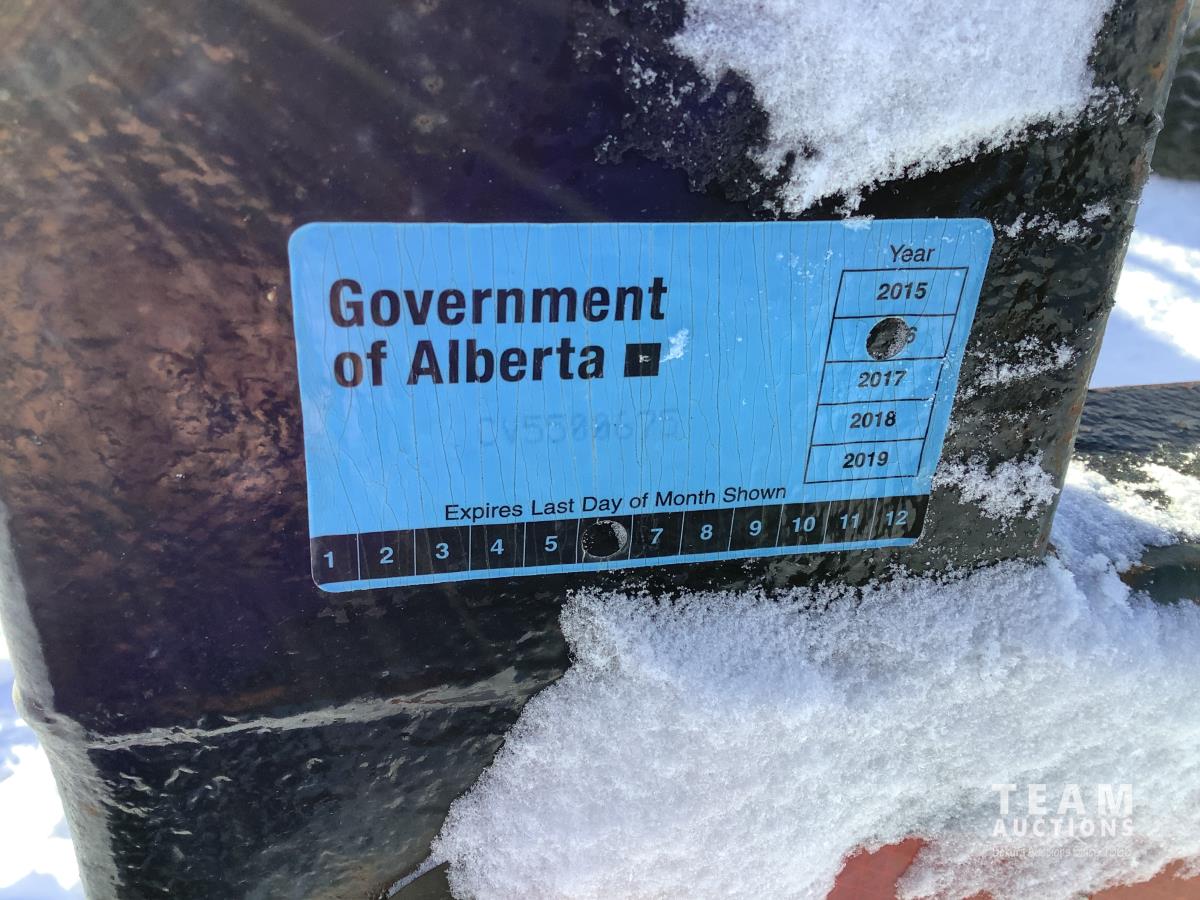 Government
of Alberta
Year
2015
2017
2018
2019
Expires Last Day of Month Shown
1 2 3 4 5 7 8 9 10 11 12
TEAM
AUCTIONS